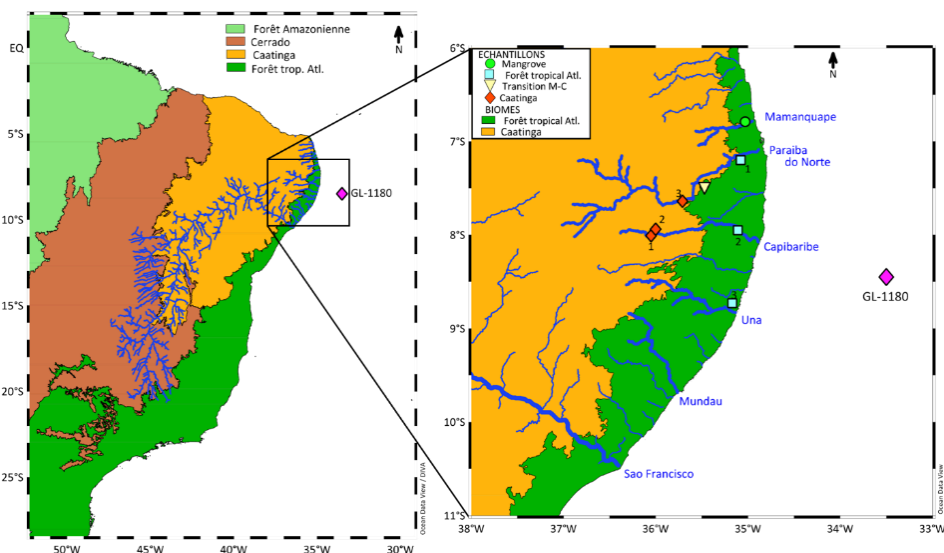 Forêt Amazonienne
Cerrado
Caatinga
Forêt trop. Atl.
N
EQ
5°S
10°S
15°S
20°S
25°S
50°W
45°W
40°W
35°W
30°W
GL-1180
Ocean Data View / DIVA
ECHANTILLONS
Mangrove
Forêt tropical Atl.
Transition M-C
Caatinga
BIOMES
Forêt tropical Atl.
Caatinga
N
6°S
7°S
8°S
9°S
10°S
11°S
38°W
37°W
36°W
35°W
34°W
33°W
Mamanquape
Paraiba
do Norte
1
3
2
1
2
Capibaribe
3
Una
GL-1180
Mundau
Sao Francisco
Ocean Data View